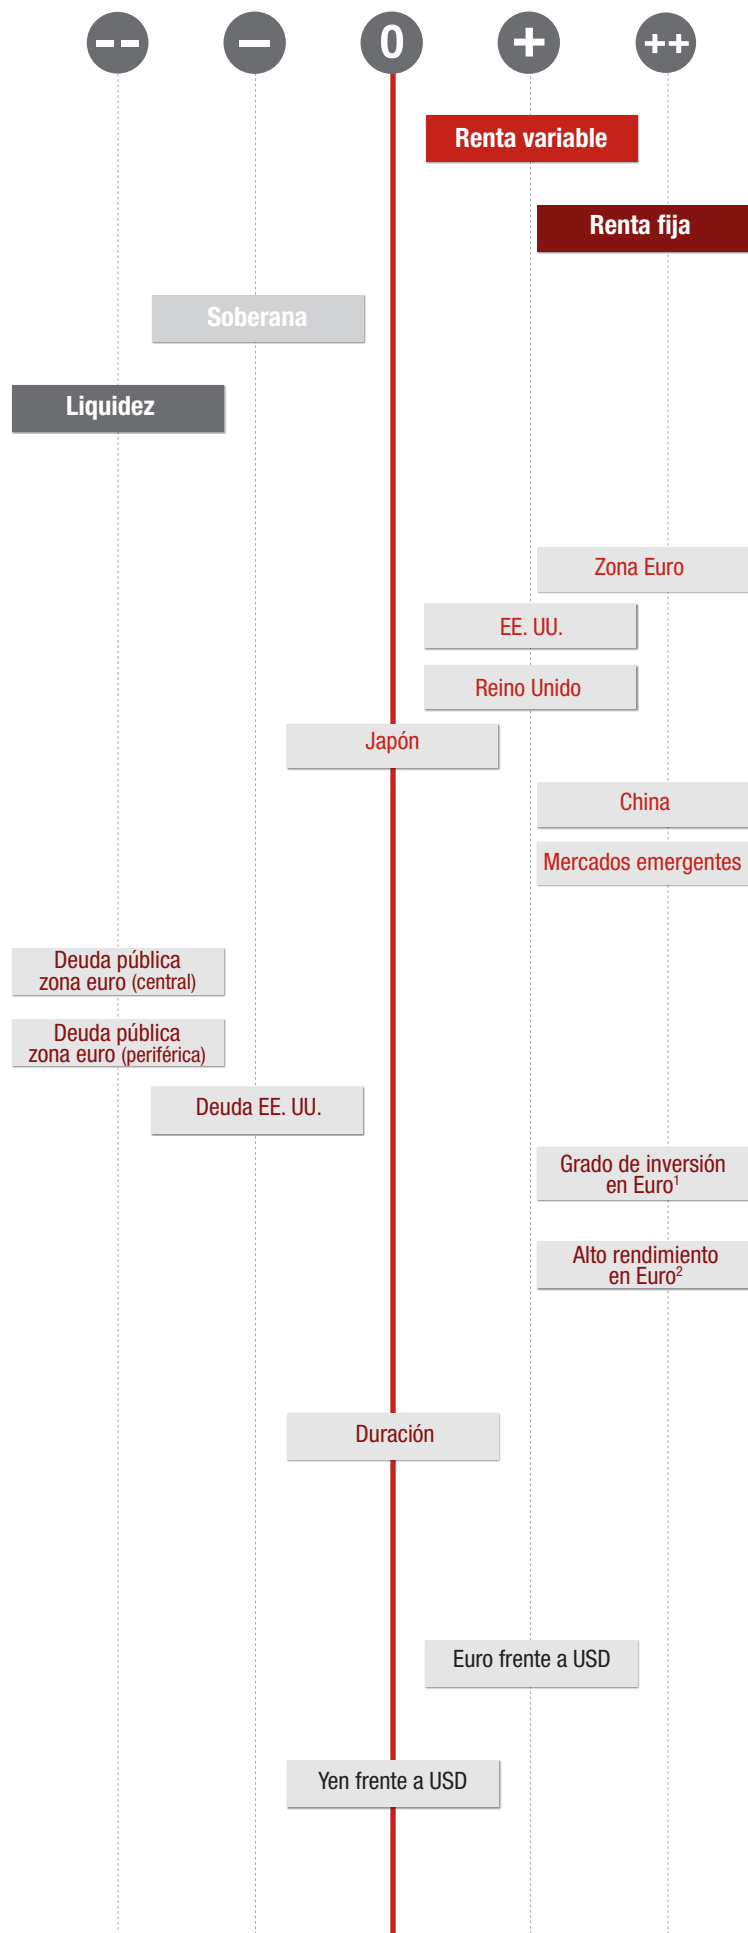 -- - 0 + ++
Renta variable
Renta fija
Soberana
Liquidez
Zona Euro
EE. UU.
Reino Unido
Japón
China
Mercados emergentes
Deuda pública
zona euro (central)
Deuda pública
zona euro (periférica)
Deuda EE. UU.
Grado de inversión
en Euro¹
Alto rendimiento
en Euro²
Duración
Euro frente a USD
Yen frente a USD